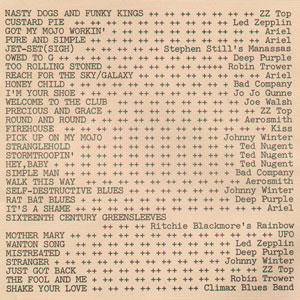 NASTY DOGS AND FUNKY KINGS ++ ++ ++ ++ ++ ZZ Top
CUSTARD PIE ++ ++ ++ ++ ++ ++ ++ Led Zepplin
GOT MY MOJO WORKIN' ++ ++ ++ ++ ++ ++ ++ Ariel
PURE AND SIMPLE ++ ++ ++ ++ ++ ++ ++ ++ Ariel
JET-SET(SIGH) ++ ++ ++ ++ Stephen Still's Manassas
OWED TO G ++ ++ ++ ++ ++ ++ ++ ++ Deep Purple
TOO ROLLING STONED ++ ++ ++ ++ ++ Robin Trower
REACH FOR THE SKY/GALAXY ++ ++ ++ ++ ++ Ariel
HONEY CHILD ++ ++ ++ ++ ++ ++ ++ Bad Company
I'M YOUR SHOE ++ ++ ++ ++ ++ ++ ++ Jo Jo Gunne
WELCOME TO THE CLUB ++ ++ ++ ++ ++ ++ Joe Walsh
PRECIOUS AND GRACE ++ ++ ++ ++ ++ ++ ++ ZZ Top
ROUND AND ROUND ++ ++ ++ ++ ++ ++ ++ Aerosmith
FIREHOUSE ++ ++ ++ ++ ++ ++ ++ ++ ++ ++ Kiss
PICK UP ON MY MOJO ++ ++ ++ ++ ++ Johnny Winter
STRANGLEHOLD ++ ++ ++ ++ ++ ++ ++ Ted Nugent
STORMTROOPIN' ++ ++ ++ ++ ++ ++ ++ Ted Nugent
HEY,BABY ++ ++ ++ ++ ++ ++ ++ ++ Ted Nugent
SIMPLE MAN ++ ++ ++ ++ ++ ++ ++ Bad Company
WALK THIS WAY ++ ++ ++ ++ ++ ++ ++ Aerosmith
SELF-DESTRUCTIVE BLUES ++ ++ ++ ++ Johnny Winter
RAT BAT BLUES ++ ++ ++ ++ ++ ++ ++ Deep Purple
IT'S A SHAME ++ ++ ++ ++ ++ ++ ++ ++ Ariel
SIXTEENTH CENTURY GREENSLEEVES
++ ++ Ritchie Blackmore's Rainbow
MOTHER MARY ++ ++ ++ ++ ++ ++ ++ ++ ++ UFO
WANTON SONG ++ ++ ++ ++ ++ ++ ++ Led Zeplin
MISTREATED ++ ++ ++ ++ ++ ++ ++ Deep Purple
STRANGER ++ ++ ++ ++ ++ ++ ++ Johnny Winter
JUST GOT BACK ++ ++ ++ ++ ++ ++ ++ ++ ZZ Top
THE FOOL AND ME ++ ++ ++ ++ ++ ++ Robin Trower
SHAKE YOUR LOVE ++ ++ ++ ++ Climax Blues Band